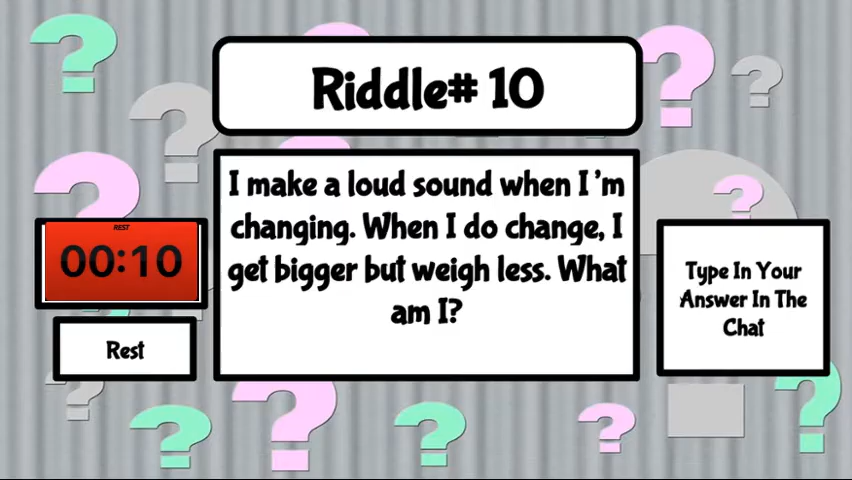 Riddle# 10
I make a loud sound when I 'm
changing. When I do change, I
get bigger but weigh less. What
am I?
REST
00:10
Rest
Type In Your
Answer In The
Chat